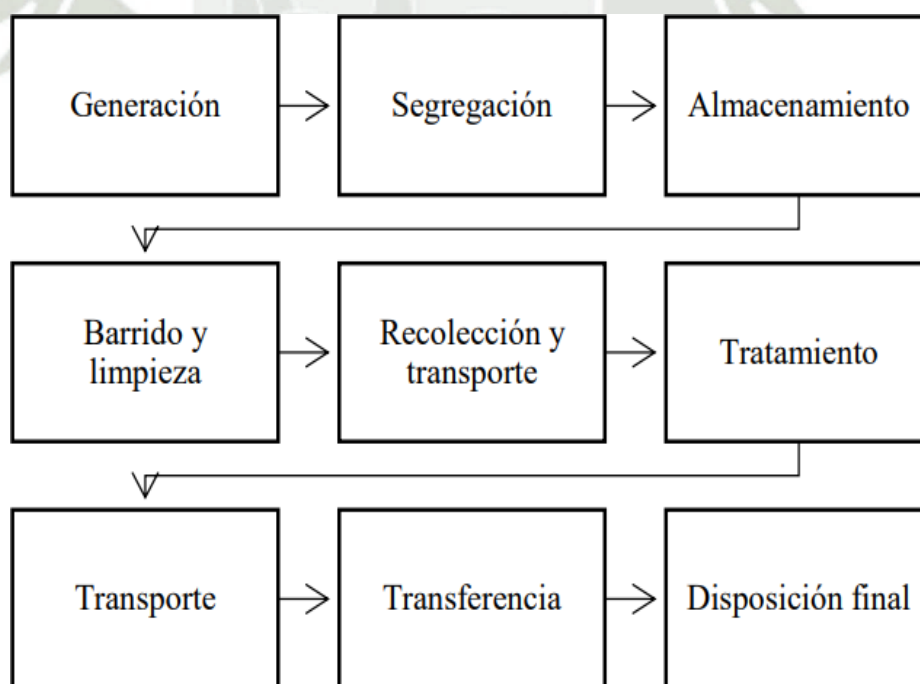 Generación
Segregación
Almacenamiento
Barrido y
limpieza
Recolección y
transporte
Tratamiento
Transporte
Transferencia
Disposición final